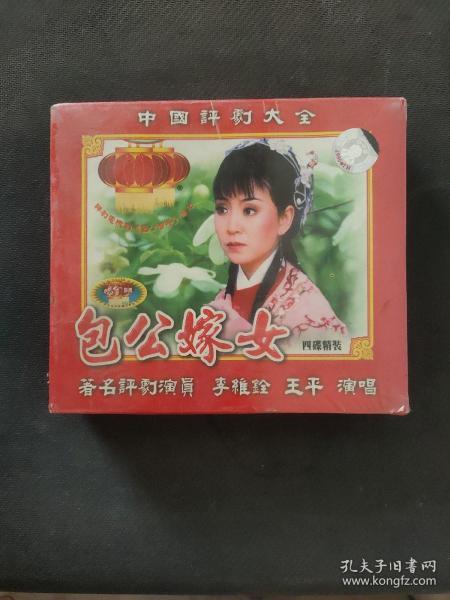 中國評劇大全
包公嫁女
四碟精裝
著名評劇演員 李維銓 王平 演唱
孔夫子旧书网
www.kongfz.com